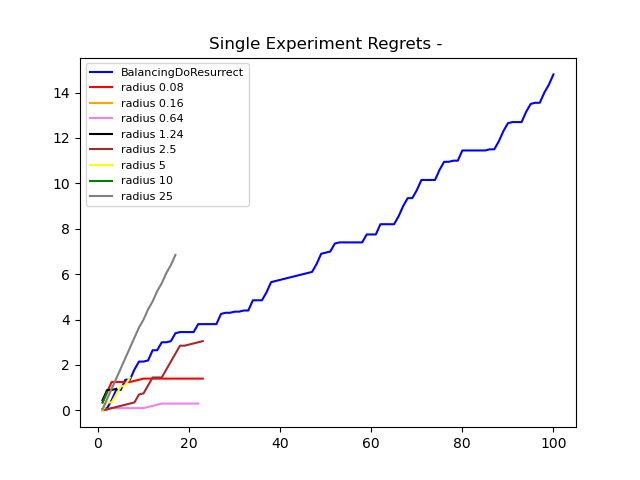 Single Experiment Regrets -
BalancingDoResurrect
radius 0.08
radius 0.16
radius 0.64
radius 1.24
radius 2.5
radius 5
radius 10
radius 25
14
12
10
8
6
4
2
0
0 20 40 60 80 100